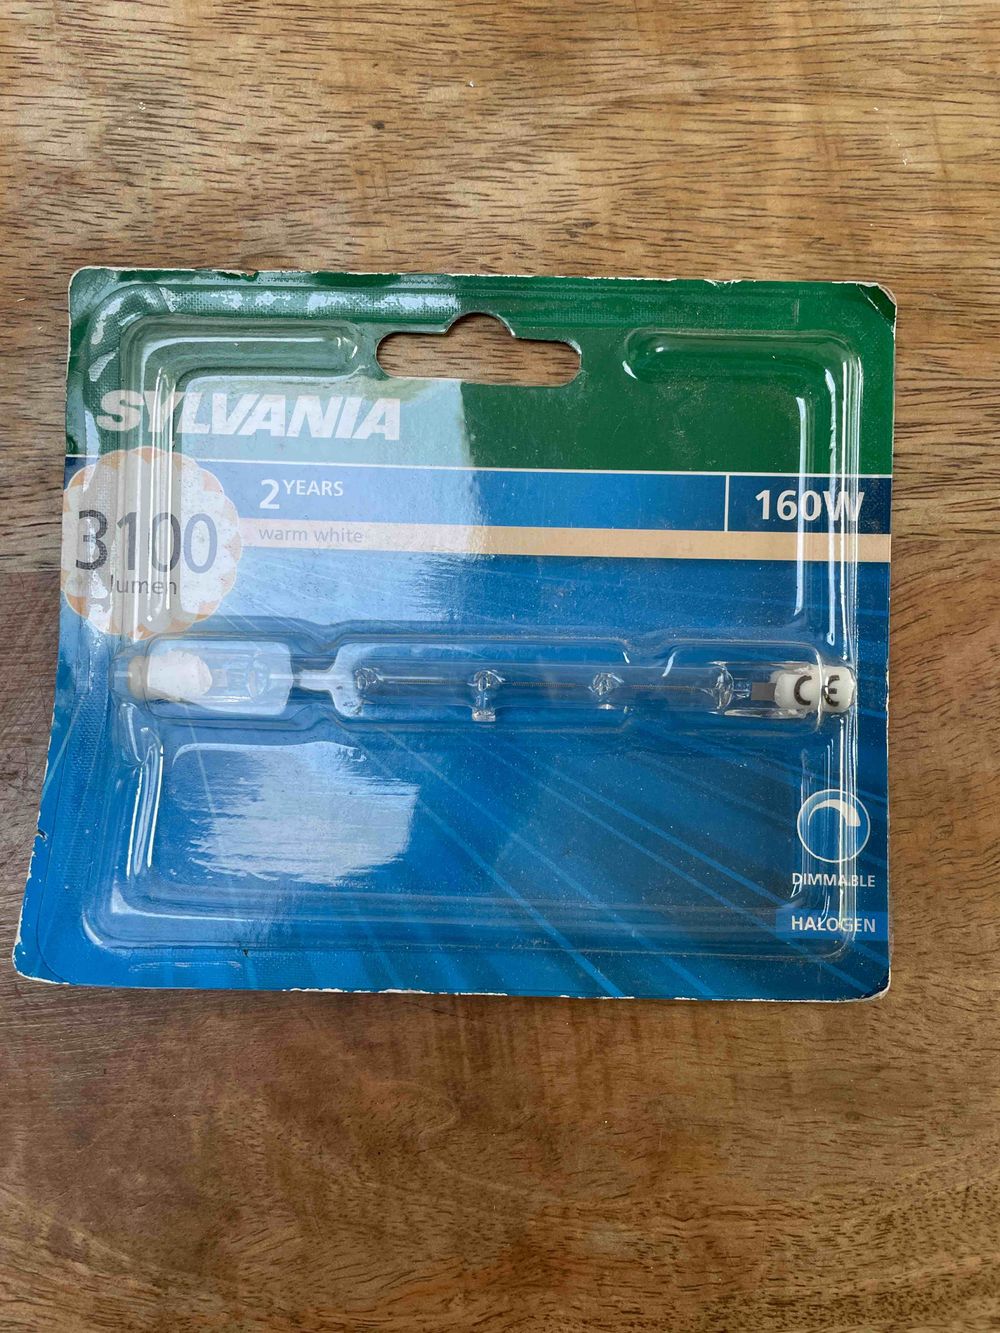 SYLVANIA
2 YEARS
160W
3100
lumen
warm white
CE
DIMMABLE
HALOGEN